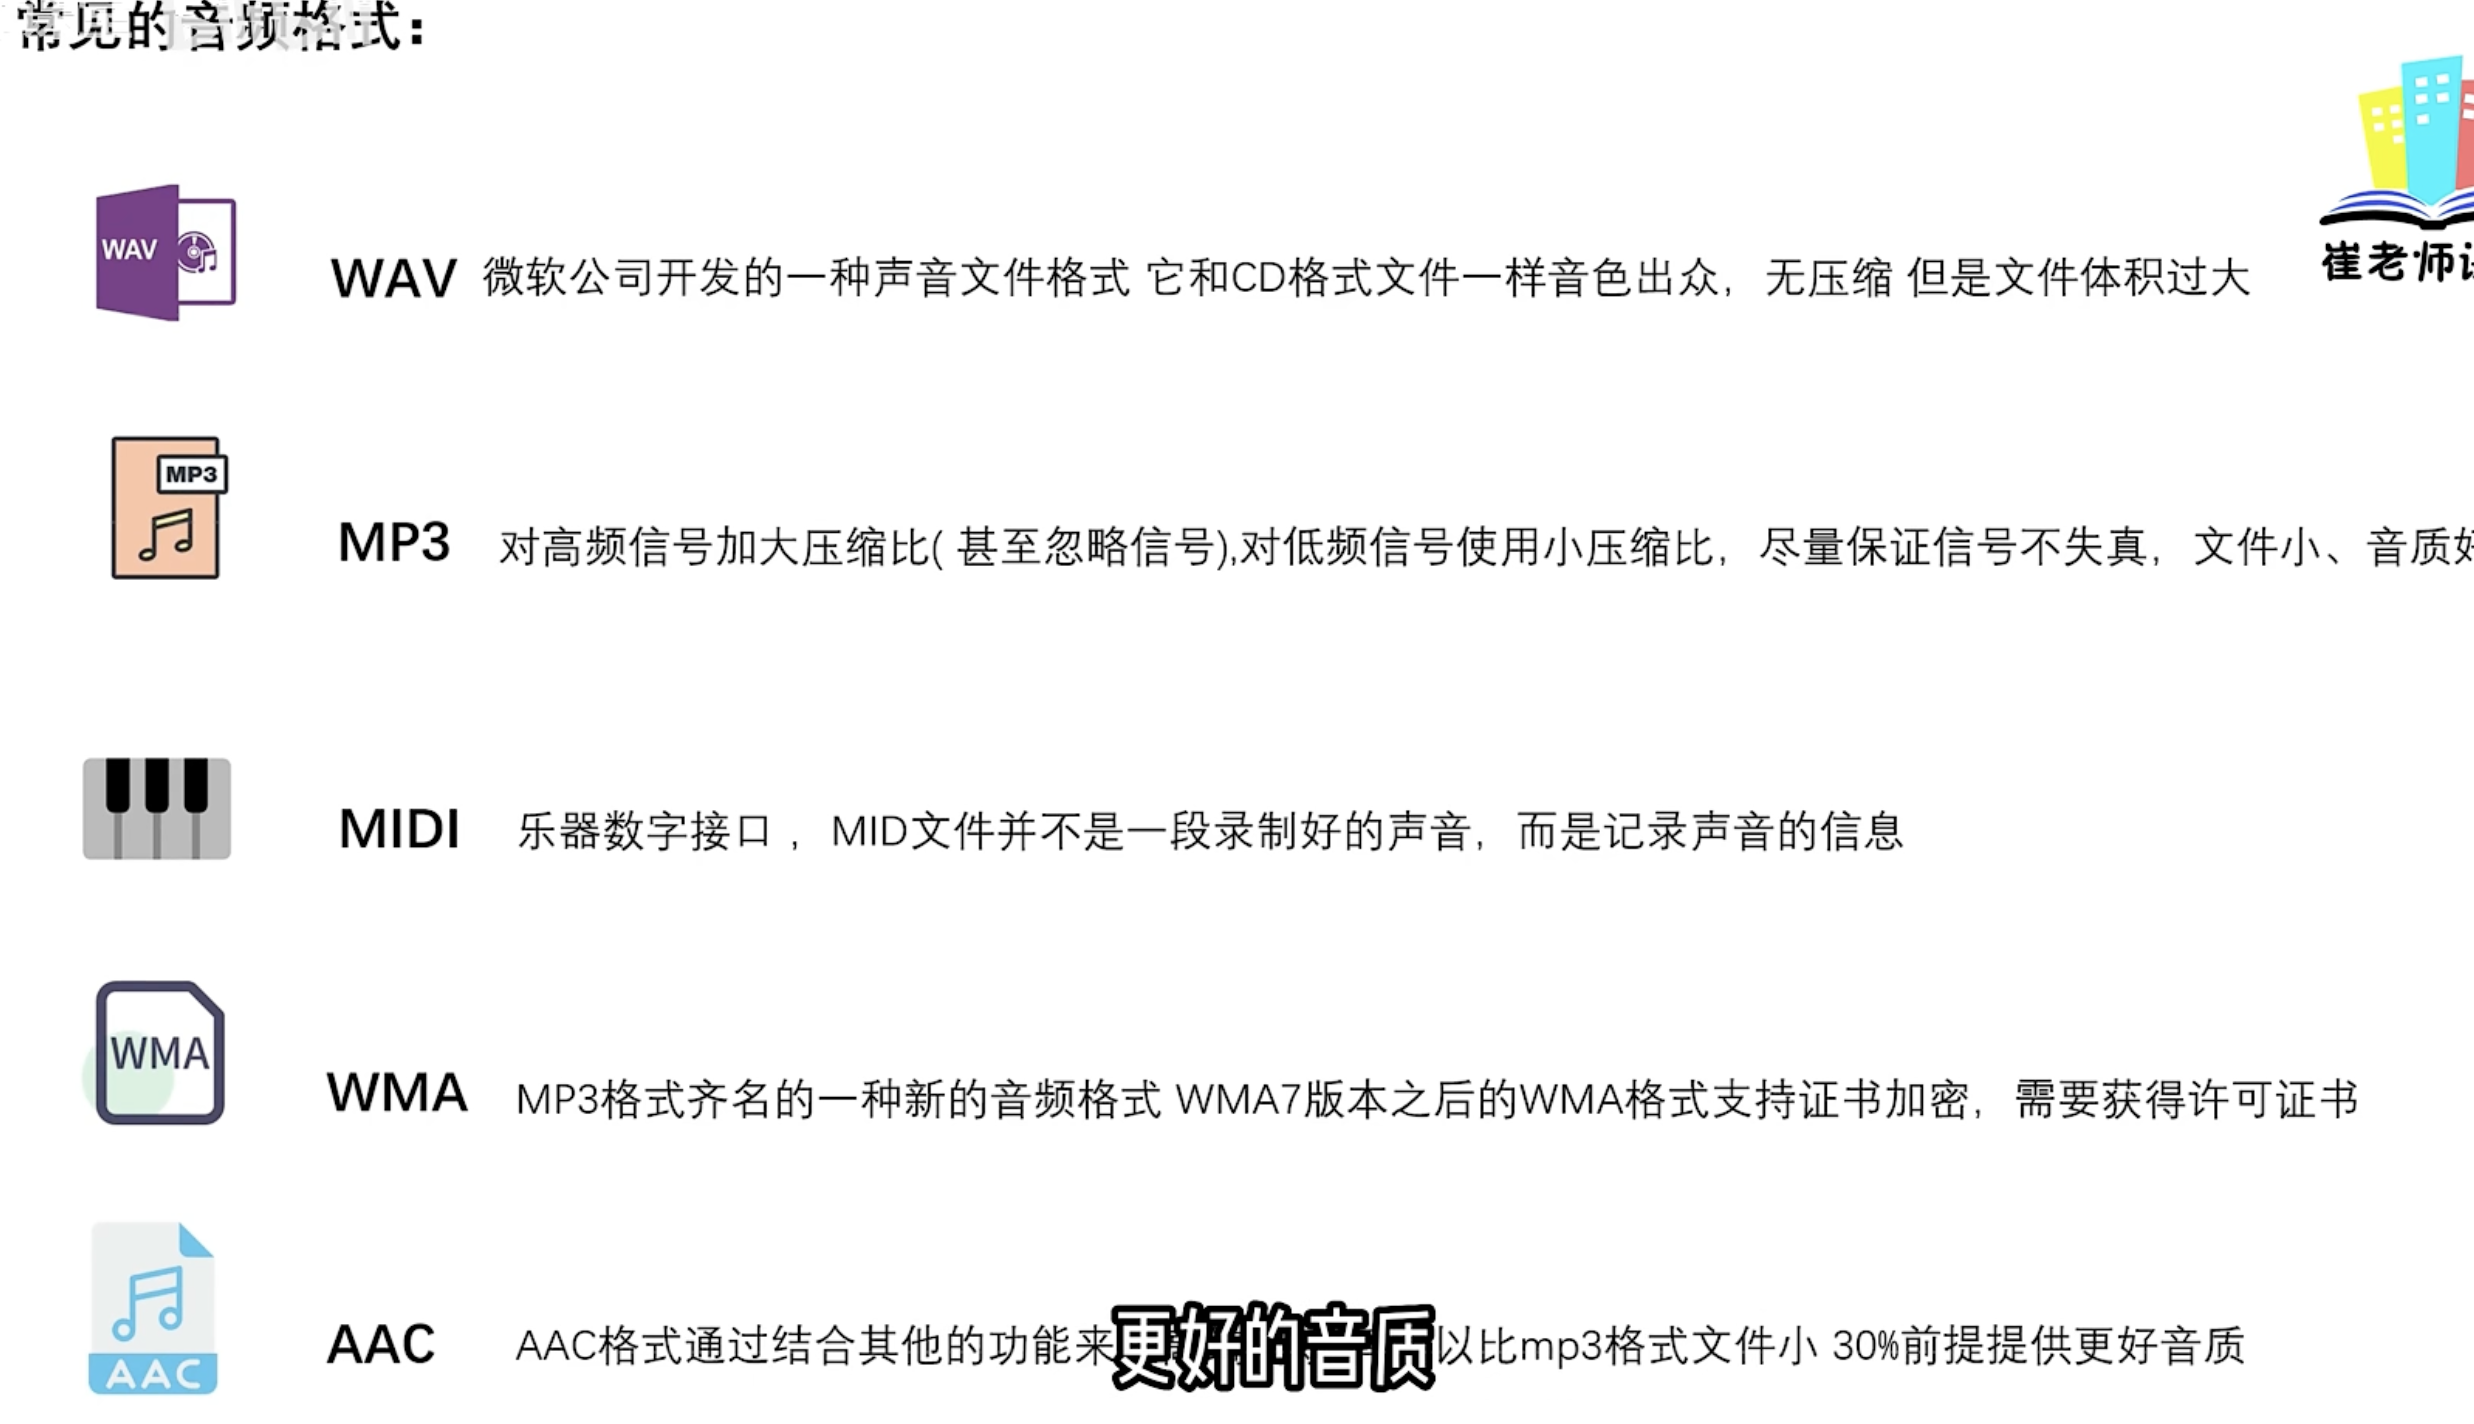 常见的音频格式：
WAV
WAV 微软公司开发的一种声音文件格式 它和CD格式文件一样音色出众，无压缩 但是文件体积过大
崔老师
MP3
MP3 对高频信号加大压缩比( 甚至忽略信号),对低频信号使用小压缩比，尽量保证信号不失真，文件小、音质好
MIDI 乐器数字接口 ，MID文件并不是一段录制好的声音，而是记录声音的信息
WMA
WMA MP3格式齐名的一种新的音频格式 WMA7版本之后的WMA格式支持证书加密，需要获得许可证书
AAC
AAC AAC格式通过结合其他的功能来 以比mp3格式文件小 30%前提提供更好音质
更好的音质